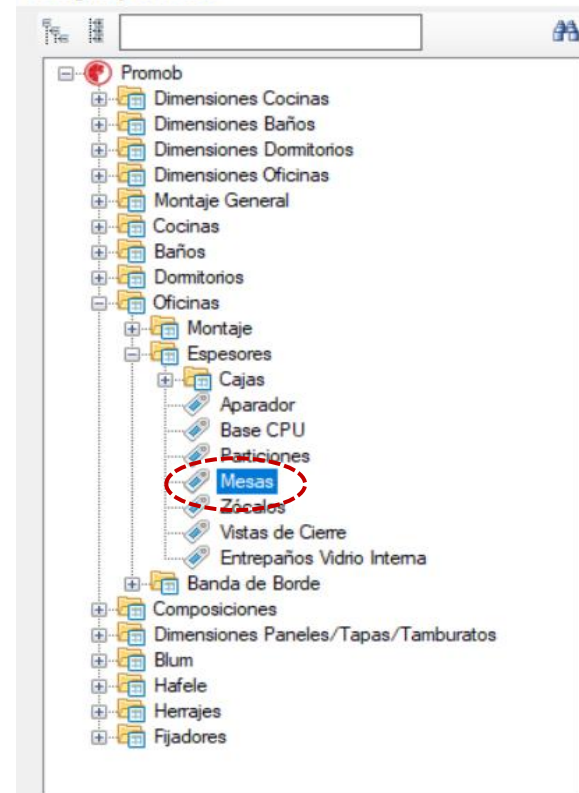 Promob
Dimensiones Cocinas
Dimensiones Baños
Dimensiones Dormitorios
Dimensiones Oficinas
Montaje General
Cocinas
Baños
Dormitorios
Oficinas
Montaje
Espesores
Cajas
Aparador
Base CPU
Particiones
Mesas
Zócalos
Vistas de Cierre
Entrepaños Vidrio Interna
Banda de Borde
Composiciones
Dimensiones Paneles/Tapas/Tamburatos
Blum
Hafele
Herrajes
Fijadores